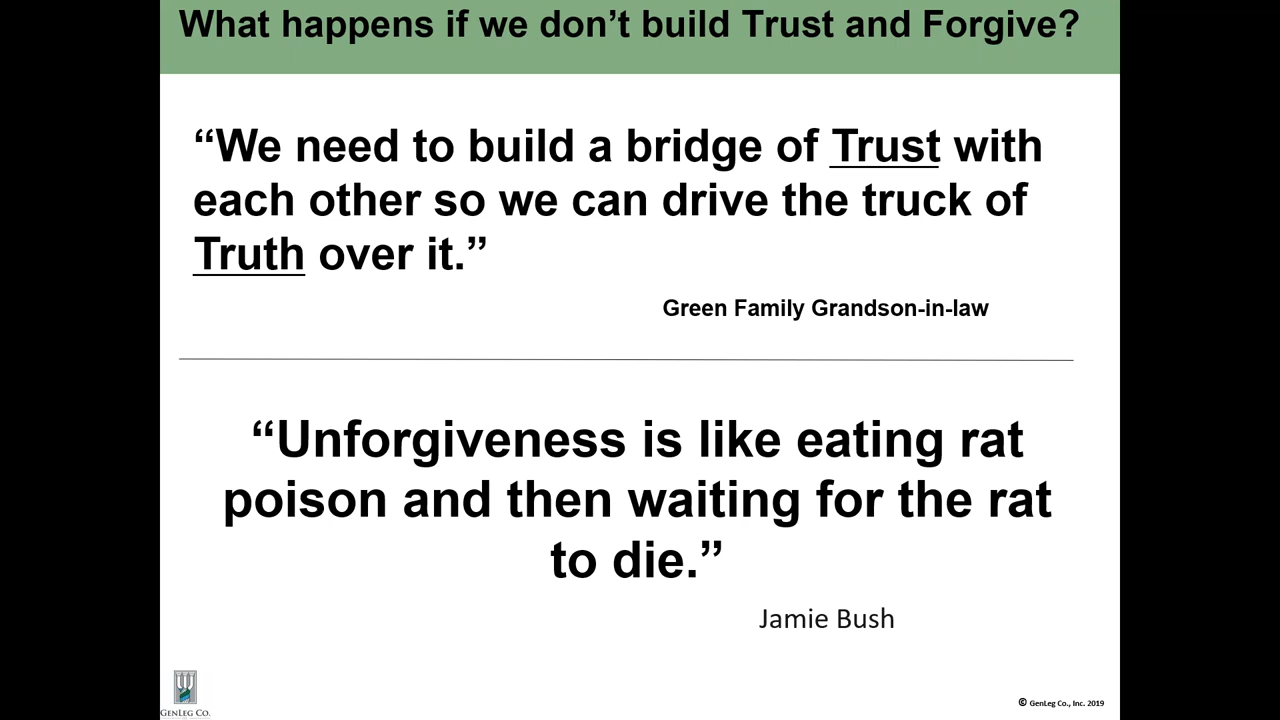 What happens if we don’t build Trust and Forgive?
“We need to build a bridge of Trust with
each other so we can drive the truck of
Truth over it.”
Green Family Grandson-in-law
“Unforgiveness is like eating rat
poison and then waiting for the rat
to die.”
Jamie Bush
GENLEG CO.
© GenLeg Co., Inc. 2019